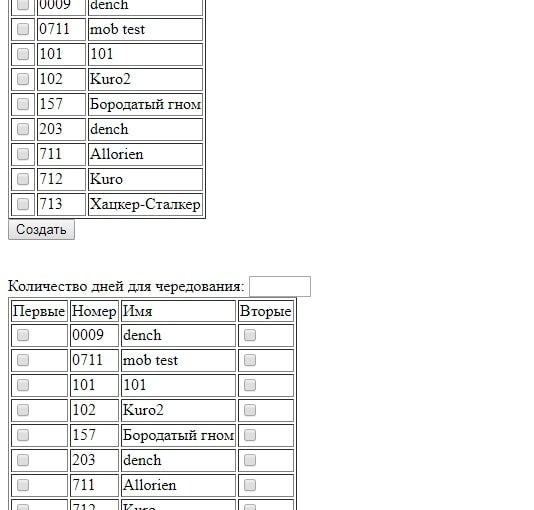 0009 dench
0711 mob test
101 101
102 Kuro2
157 Бородатый гном
203 dench
711 Allorien
712 Kuro
713 Хацкер-Сталкер
Создать
Количество дней для чередования:
Первые Номер Имя Вторые
0009 dench
0711 mob test
101 101
102 Kuro2
157 Бородатый гном
203 dench
711 Allorien
712 Kuro